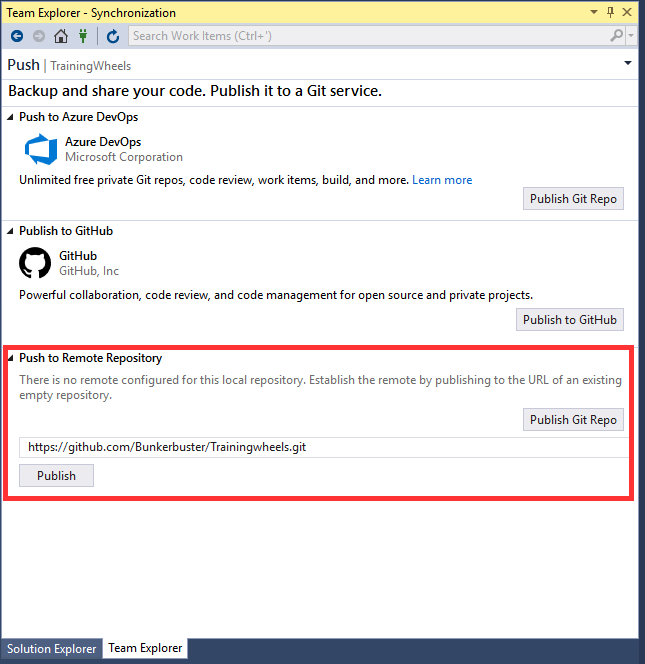 Team Explorer - Synchronization
Search Work Items (Ctrl+')
Push | TrainingWheels
Backup and share your code. Publish it to a Git service.
Push to Azure DevOps
Azure DevOps
Microsoft Corporation
Unlimited free private Git repos, code review, work items, build, and more. Learn more
Publish Git Repo
Publish to GitHub
GitHub
GitHub, Inc
Powerful collaboration, code review, and code management for open source and private projects.
Publish to GitHub
Push to Remote Repository
There is no remote configured for this local repository. Establish the remote by publishing to the URL of an existing
empty repository.
Publish Git Repo
https://github.com/Bunkerbuster/Trainingwheels.git
Publish
Solution Explorer
Team Explorer